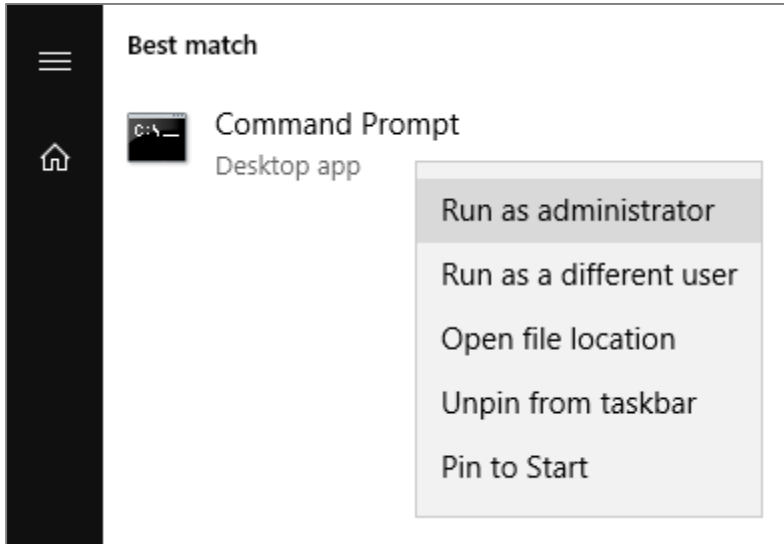 Best match
C:\_
Command Prompt
Desktop app
Run as administrator
Run as a different user
Open file location
Unpin from taskbar
Pin to Start